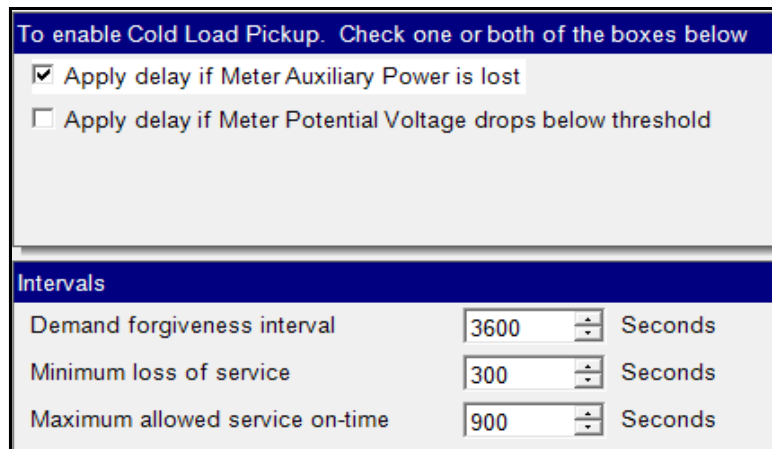 To enable Cold Load Pickup.  Check one or both of the boxes below
Apply delay if Meter Auxiliary Power is lost
Apply delay if Meter Potential Voltage drops below threshold
Intervals
Demand forgiveness interval 3600 Seconds
Minimum loss of service 300 Seconds
Maximum allowed service on-time 900 Seconds